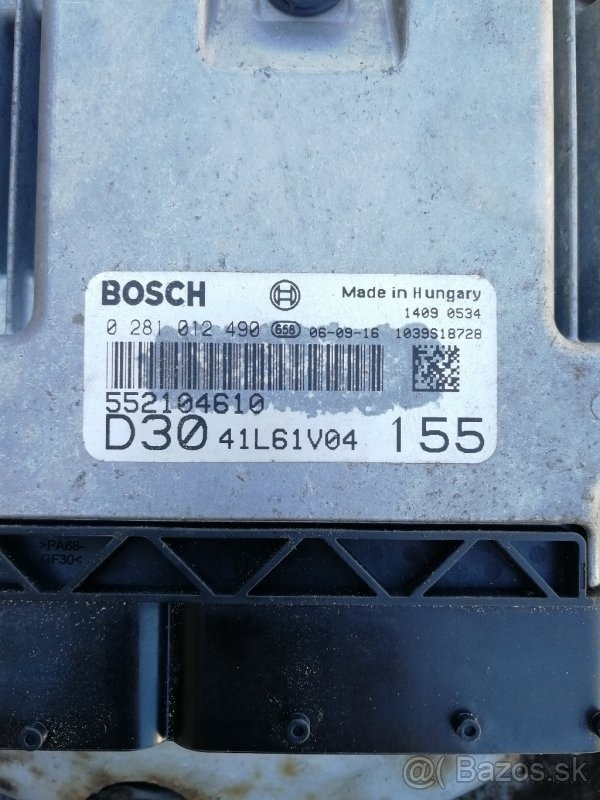 BOSCH Made in Hungary
1409 0534
0 281 012 490 656 06-09-16 1039S18728
552104610
D30 41L61V04 155
>PA66-
GF30<
@Bazos.sk